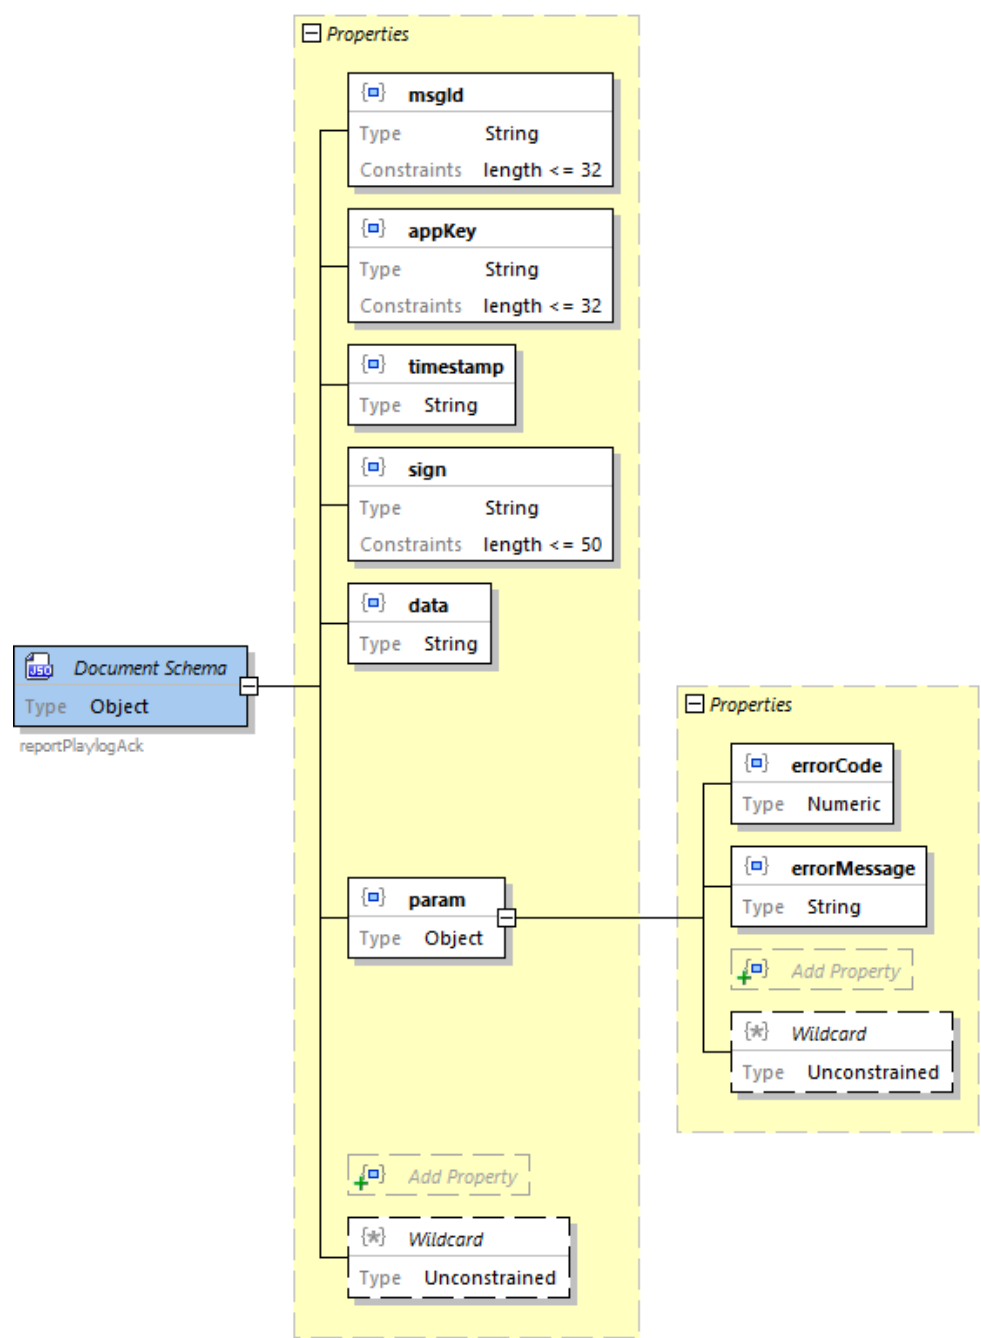 Properties
msgId
Type String
Constraints length <= 32
appKey
Type String
Constraints length <= 32
timestamp
Type String
sign
Type String
Constraints length <= 50
data
Type String
JSO Document Schema
Type Object
reportPlaylogAck
param
Type Object
Add Property
Wildcard
Type Unconstrained
Properties
errorCode
Type Numeric
errorMessage
Type String
Add Property
Wildcard
Type Unconstrained